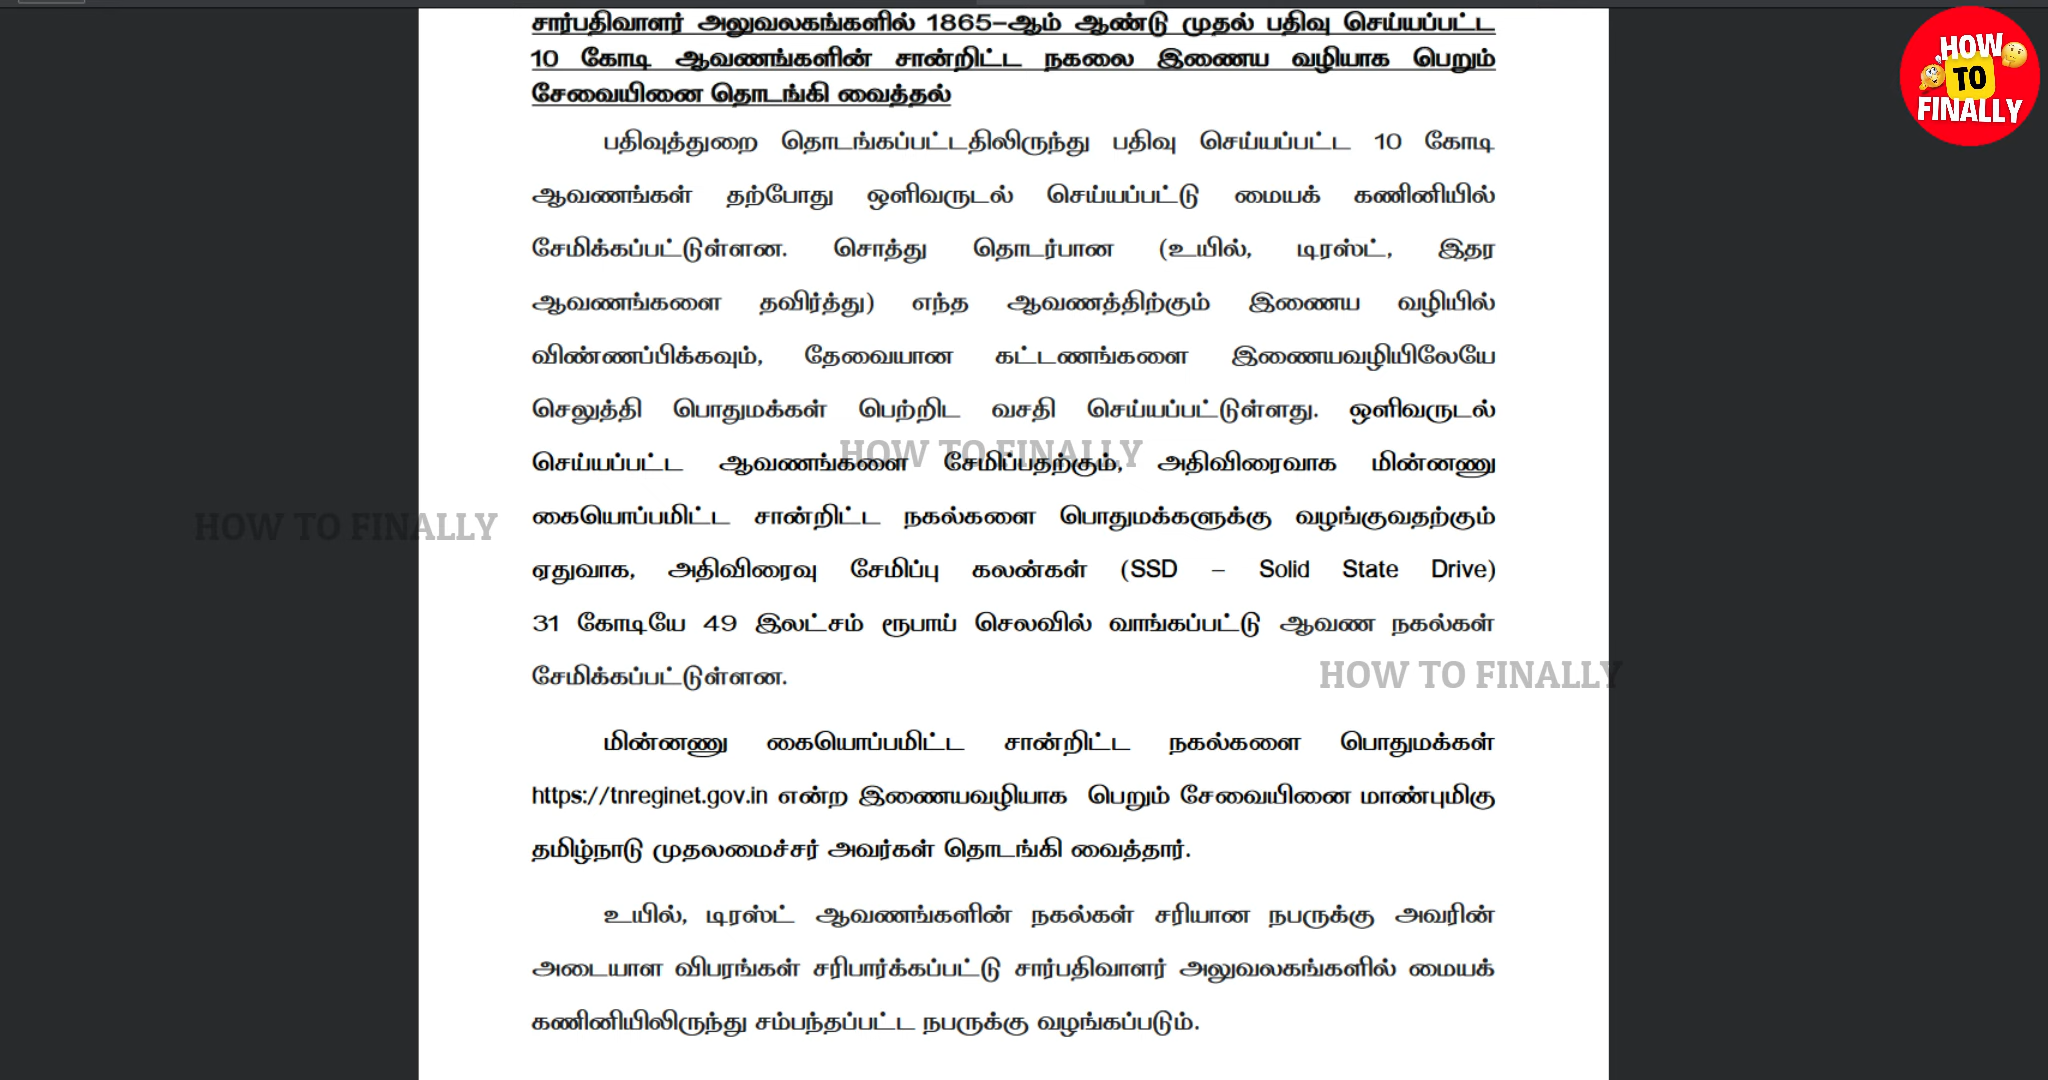 சார்பதிவாளர் அலுவலகங்களில் 1865-ஆம் ஆண்டு முதல் பதிவு செய்யப்பட்ட
10 கோடி ஆவணங்களின் சான்றிட்ட நகலை இணைய வழியாக பெறும்
சேவையினை தொடங்கி வைத்தல்
பதிவுத்துறை தொடங்கப்பட்டதிலிருந்து பதிவு செய்யப்பட்ட 10 கோடி
ஆவணங்கள் தற்போது ஒளிவருடல் செய்யப்பட்டு மையக் கணினியில்
சேமிக்கப்பட்டுள்ளன. சொத்து தொடர்பான (உயில், டிரஸ்ட், இதர
ஆவணங்களை தவிர்த்து) எந்த ஆவணத்திற்கும் இணைய வழியில்
விண்ணப்பிக்கவும், தேவையான கட்டணங்களை இணையவழியிலேயே
செலுத்தி பொதுமக்கள் பெற்றிட வசதி செய்யப்பட்டுள்ளது. ஒளிவருடல்
செய்யப்பட்ட ஆவணங்களை சேமிப்பதற்கும், அதிவிரைவாக மின்னணு
கையொப்பமிட்ட சான்றிட்ட நகல்களை பொதுமக்களுக்கு வழங்குவதற்கும்
ஏதுவாக, அதிவிரைவு சேமிப்பு கலன்கள் (SSD – Solid State Drive)
31 கோடியே 49 இலட்சம் ரூபாய் செலவில் வாங்கப்பட்டு ஆவண நகல்கள்
சேமிக்கப்பட்டுள்ளன.
மின்னணு கையொப்பமிட்ட சான்றிட்ட நகல்களை பொதுமக்கள்
https://tnreginet.gov.in என்ற இணையவழியாக பெறும் சேவையினை மாண்புமிகு
தமிழ்நாடு முதலமைச்சர் அவர்கள் தொடங்கி வைத்தார்.
உயில், டிரஸ்ட் ஆவணங்களின் நகல்கள் சரியான நபருக்கு அவரின்
அடையாள விபரங்கள் சரிபார்க்கப்பட்டு சார்பதிவாளர் அலுவலகங்களில் மையக்
கணினியிலிருந்து சம்பந்தப்பட்ட நபருக்கு வழங்கப்படும்.
HOW TO FINALLY
HOW TO FINALLY
HOW TO FINALLY
HOW
TO
FINALLY